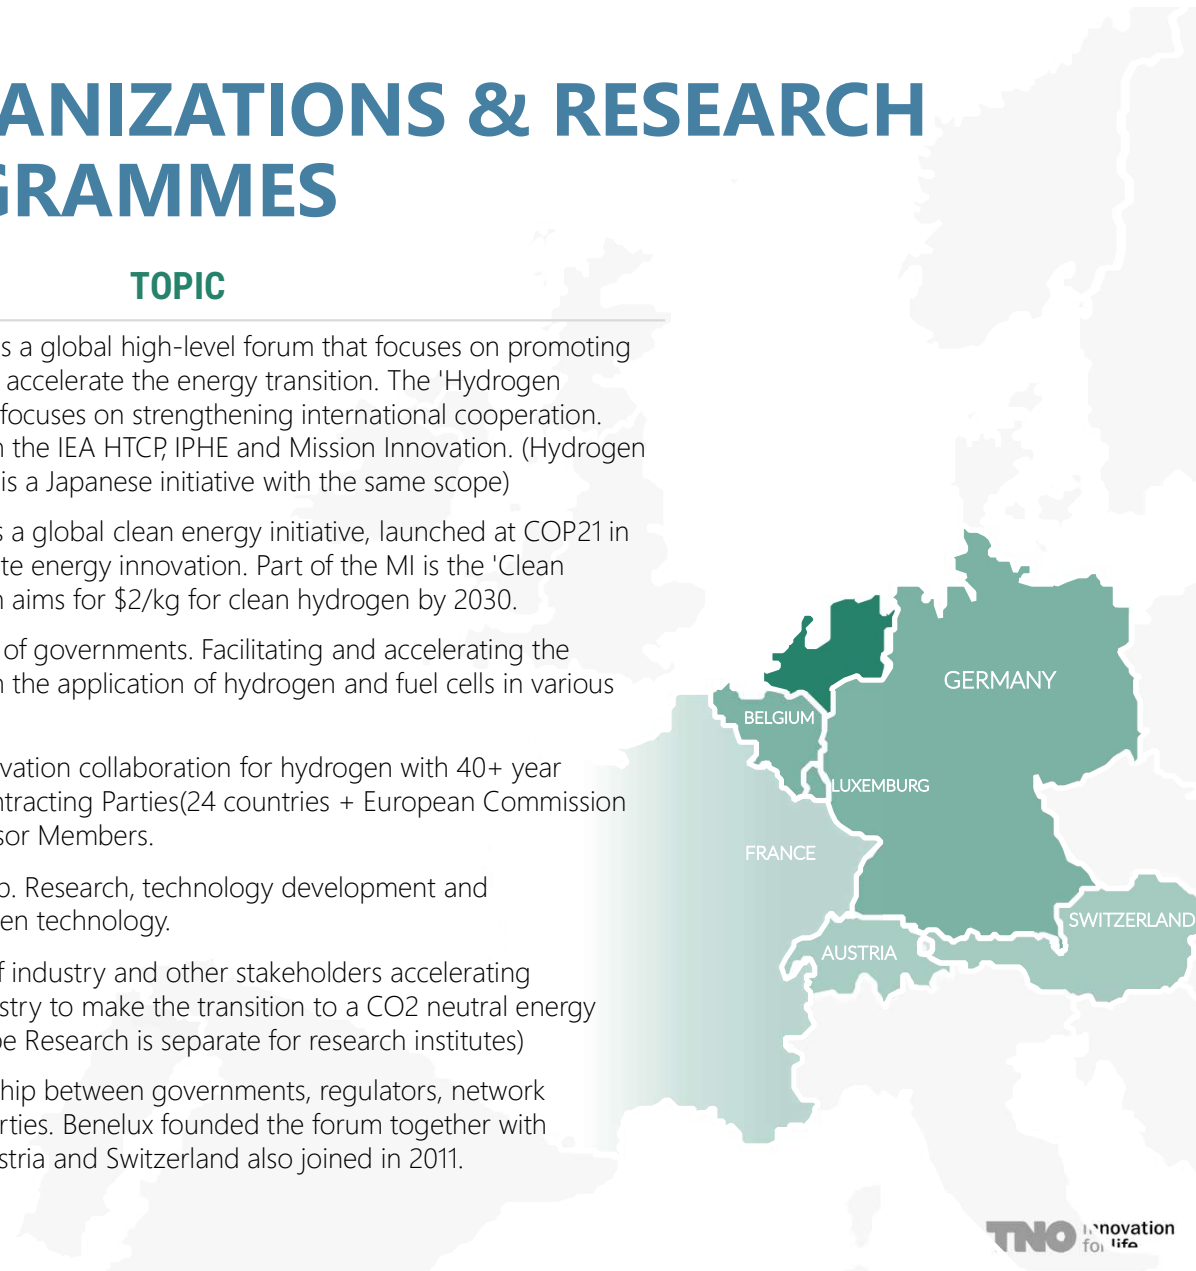 ANIZATIONS & RESEARCH
GRAMMES
TOPIC
s a global high-level forum that focuses on promoting
accelerate the energy transition. The 'Hydrogen
focuses on strengthening international cooperation.
n the IEA HTCP, IPHE and Mission Innovation. (Hydrogen
is a Japanese initiative with the same scope)
s a global clean energy initiative, launched at COP21 in
te energy innovation. Part of the MI is the 'Clean
n aims for $2/kg for clean hydrogen by 2030.
of governments. Facilitating and accelerating the
n the application of hydrogen and fuel cells in various
vation collaboration for hydrogen with 40+ year
ntracting Parties(24 countries + European Commission
sor Members.
p. Research, technology development and
en technology.
f industry and other stakeholders accelerating
stry to make the transition to a CO2 neutral energy
pe Research is separate for research institutes)
hip between governments, regulators, network
rties. Benelux founded the forum together with
stria and Switzerland also joined in 2011.
GERMANY
BELGIUM
LUXEMBURG
FRANCE
SWITZERLAND
AUSTRIA
TNO innovation
for life